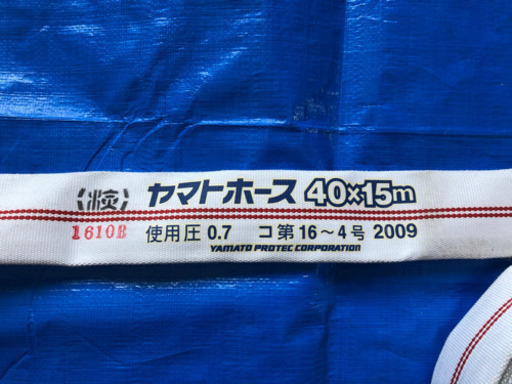 ヤマトホース 40×15m
1610B 使用圧 0.7 コ第16～4号 2009
YAMATO PROTEC CORPORATION